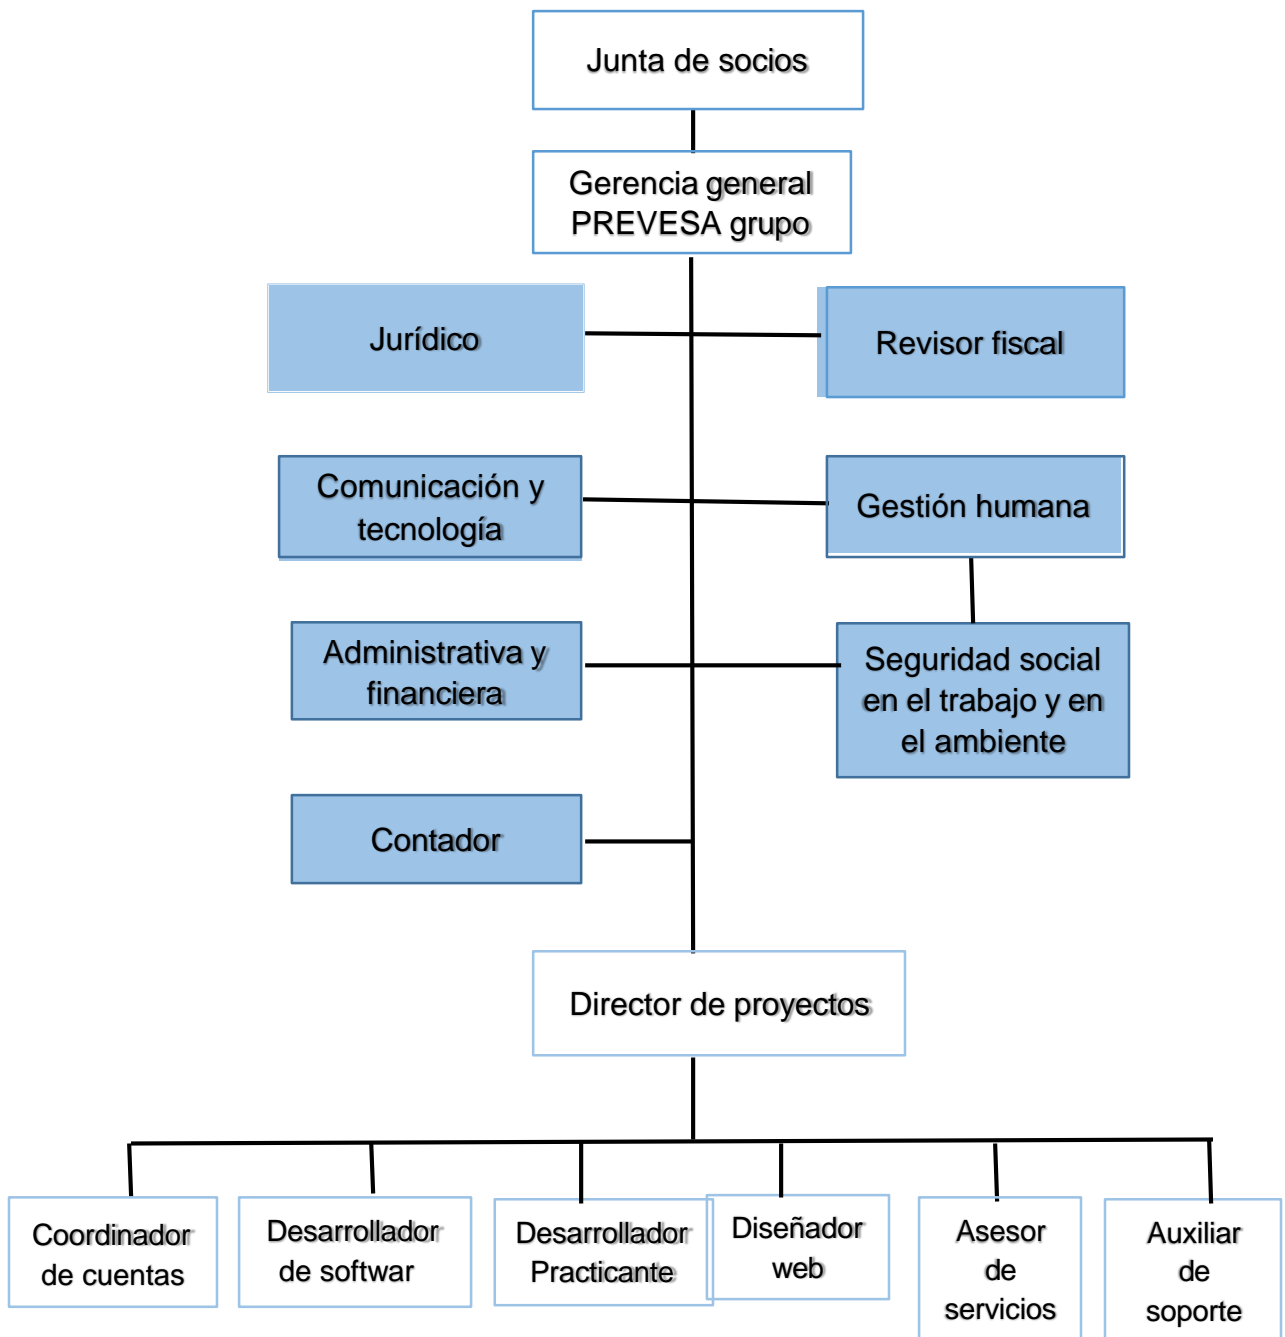 Junta de socios
Gerencia general
PREVESA grupo
Jurídico
Revisor fiscal
Comunicación y
tecnología
Gestión humana
Administrativa y
financiera
Seguridad social
en el trabajo y en
el ambiente
Contador
Director de proyectos
Coordinador
de cuentas
Desarrollador
de softwar
Desarrollador
Practicante
Diseñador
web
Asesor
de
servicios
Auxiliar
de
soporte